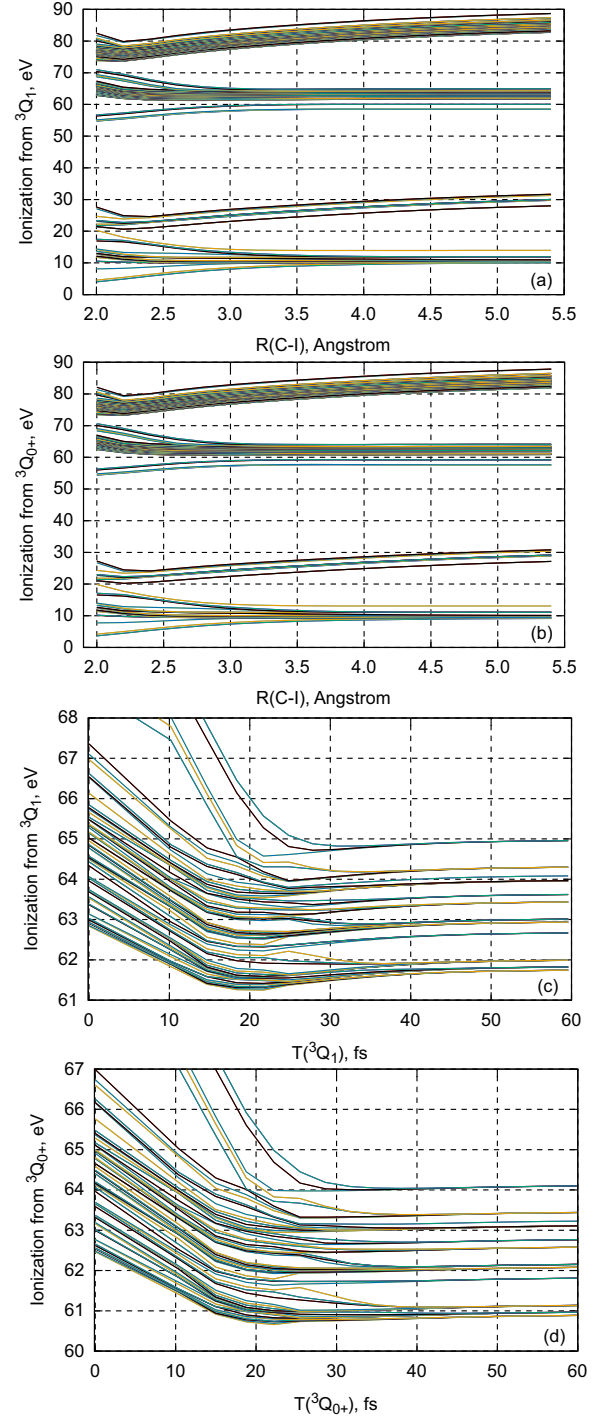 90
80
70
60
50
40
30
20
10
0
Ionization from ³Q₁, eV
(a)
2.0 2.5 3.0 3.5 4.0 4.5 5.0 5.5
R(C-I), Angstrom
90
80
70
60
50
40
30
20
10
0
Ionization from ³Q₀₊, eV
(b)
2.0 2.5 3.0 3.5 4.0 4.5 5.0 5.5
R(C-I), Angstrom
68
67
66
65
64
63
62
61
Ionization from ³Q₁, eV
(c)
0 10 20 30 40 50 60
T(³Q₁), fs
67
66
65
64
63
62
61
60
Ionization from ³Q₀₊, eV
(d)
0 10 20 30 40 50 60
T(³Q₀₊), fs